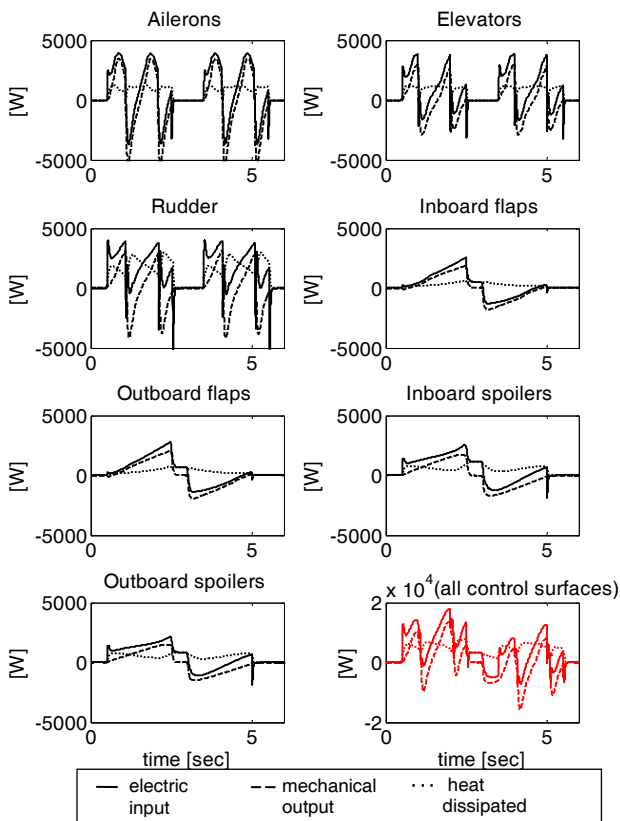 Ailerons
Elevators
5000
0
-5000
[W]
0
5
5000
0
-5000
[W]
0
5
Rudder
Inboard flaps
5000
0
-5000
[W]
0
5
5000
0
-5000
[W]
0
5
Outboard flaps
Inboard spoilers
5000
0
-5000
[W]
0
5
5000
0
-5000
[W]
0
5
Outboard spoilers
x 10^4 (all control surfaces)
5000
0
-5000
[W]
0
5
time [sec]
2
0
-2
[W]
0
5
time [sec]
electric input
mechanical output
heat dissipated